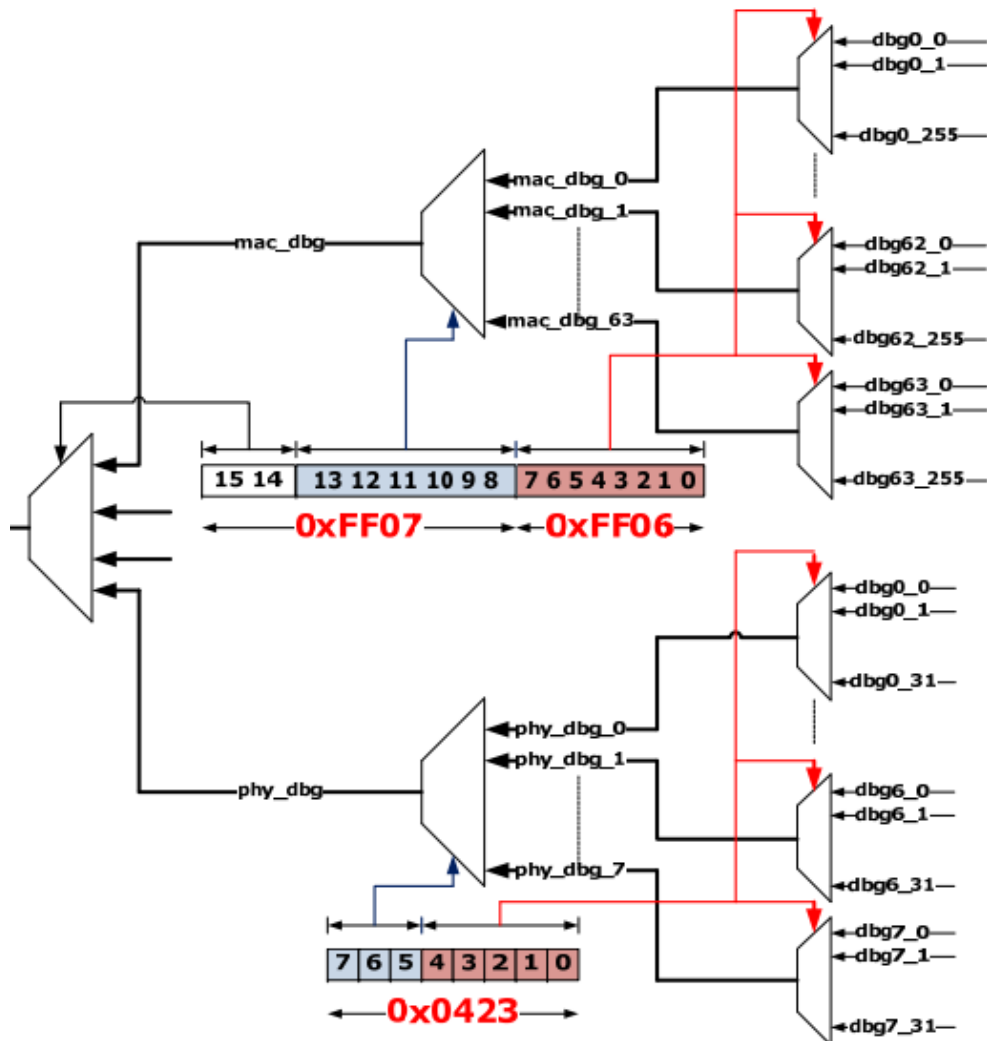 dbg0_0
dbg0_1
dbg0_255
mac_dbg_0
mac_dbg_1
mac_dbg
dbg62_0
dbg62_1
mac_dbg_63
dbg62_255
dbg63_0
dbg63_1
15 14 13 12 11 10 9 8 7 6 5 4 3 2 1 0
dbg63_255
0xFF07 0xFF06
dbg0_0
dbg0_1
dbg0_31
phy_dbg_0
phy_dbg_1
phy_dbg
dbg6_0
dbg6_1
phy_dbg_7
dbg6_31
dbg7_0
dbg7_1
7 6 5 4 3 2 1 0
0x0423
dbg7_31